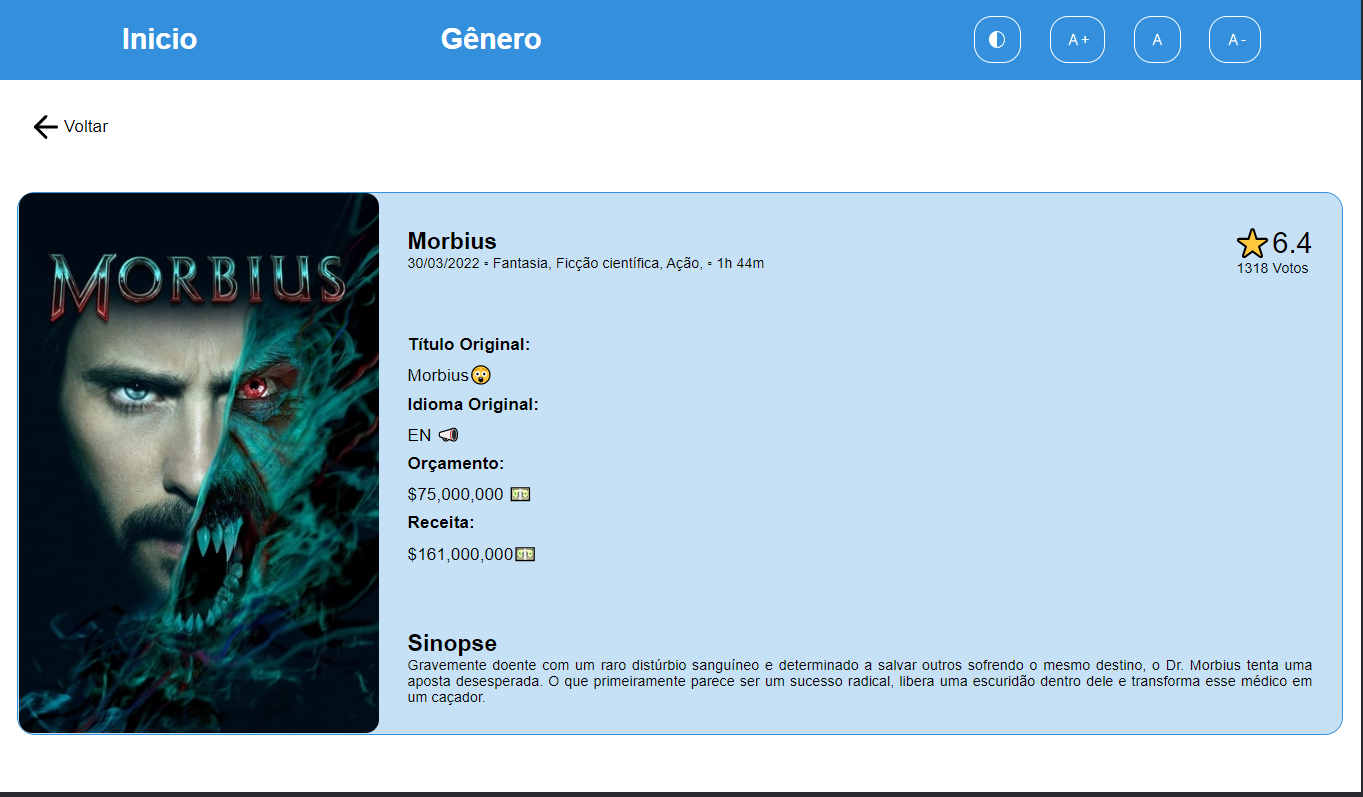 Inicio
Gênero
A+
A
A-
Voltar
MORBIUS
Morbius
6.4
30/03/2022 • Fantasia, Ficção científica, Ação, • 1h 44m
1318 Votos
Título Original:
Morbius😲
Idioma Original:
EN 📢
Orçamento:
$75,000,000 💵
Receita:
$161,000,000💵
Sinopse
Gravemente doente com um raro distúrbio sanguíneo e determinado a salvar outros sofrendo o mesmo destino, o Dr. Morbius tenta uma
aposta desesperada. O que primeiramente parece ser um sucesso radical, libera uma escuridão dentro dele e transforma esse médico em
um caçador.